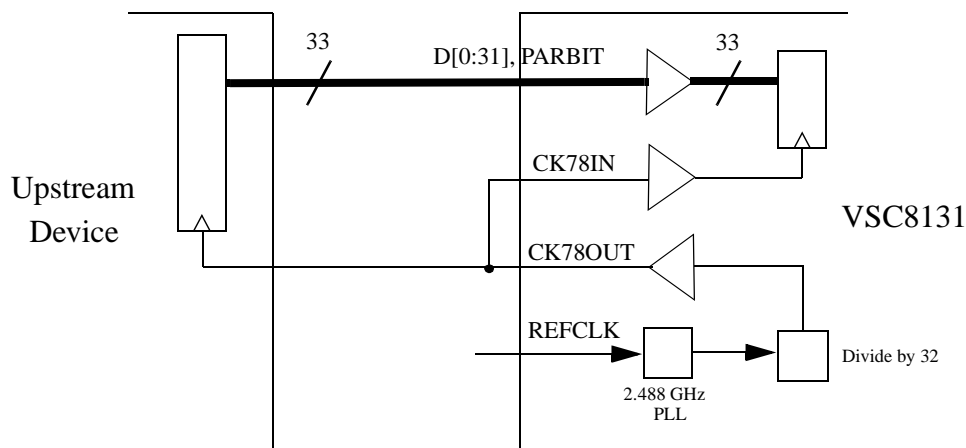 33
33
D[0:31], PARBIT
CK78IN
Upstream
Device
VSC8131
CK78OUT
REFCLK
Divide by 32
2.488 GHz
PLL